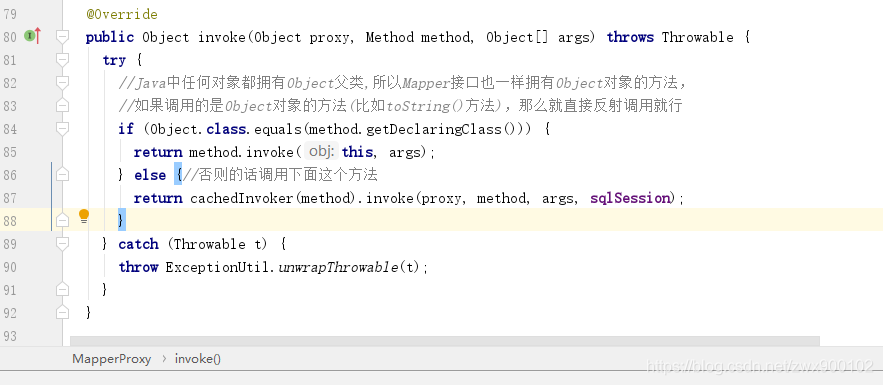 79 @Override
80 public Object invoke(Object proxy, Method method, Object[] args) throws Throwable {
81 try {
82 //Java中任何对象都拥有Object父类,所以Mapper接口也一样拥有Object对象的方法，
83 //如果调用的是Object对象的方法(比如toString()方法)，那么就直接反射调用就行
84 if (Object.class.equals(method.getDeclaringClass())) {
85 return method.invoke( obj: this, args);
86 } else {//否则的话调用下面这个方法
87 return cachedInvoker(method).invoke(proxy, method, args, sqlSession);
88 }
89 } catch (Throwable t) {
90 throw ExceptionUtil.unwrapThrowable(t);
91 }
92 }
93
MapperProxy › invoke()
https://blog.csdn.net/zwx900102